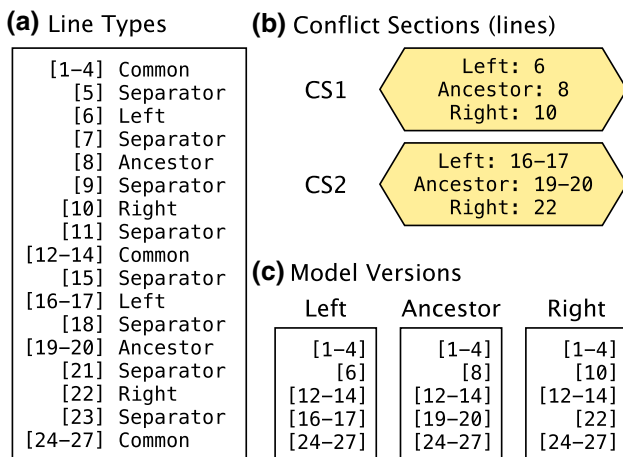 (a) Line Types
[1–4] Common
[5] Separator
[6] Left
[7] Separator
[8] Ancestor
[9] Separator
[10] Right
[11] Separator
[12–14] Common
[15] Separator
[16–17] Left
[18] Separator
[19–20] Ancestor
[21] Separator
[22] Right
[23] Separator
[24–27] Common
(b) Conflict Sections (lines)
CS1
Left: 6
Ancestor: 8
Right: 10
CS2
Left: 16–17
Ancestor: 19–20
Right: 22
(c) Model Versions
Left
[1–4]
[6]
[12–14]
[16–17]
[24–27]
Ancestor
[1–4]
[8]
[12–14]
[19–20]
[24–27]
Right
[1–4]
[10]
[12–14]
[22]
[24–27]